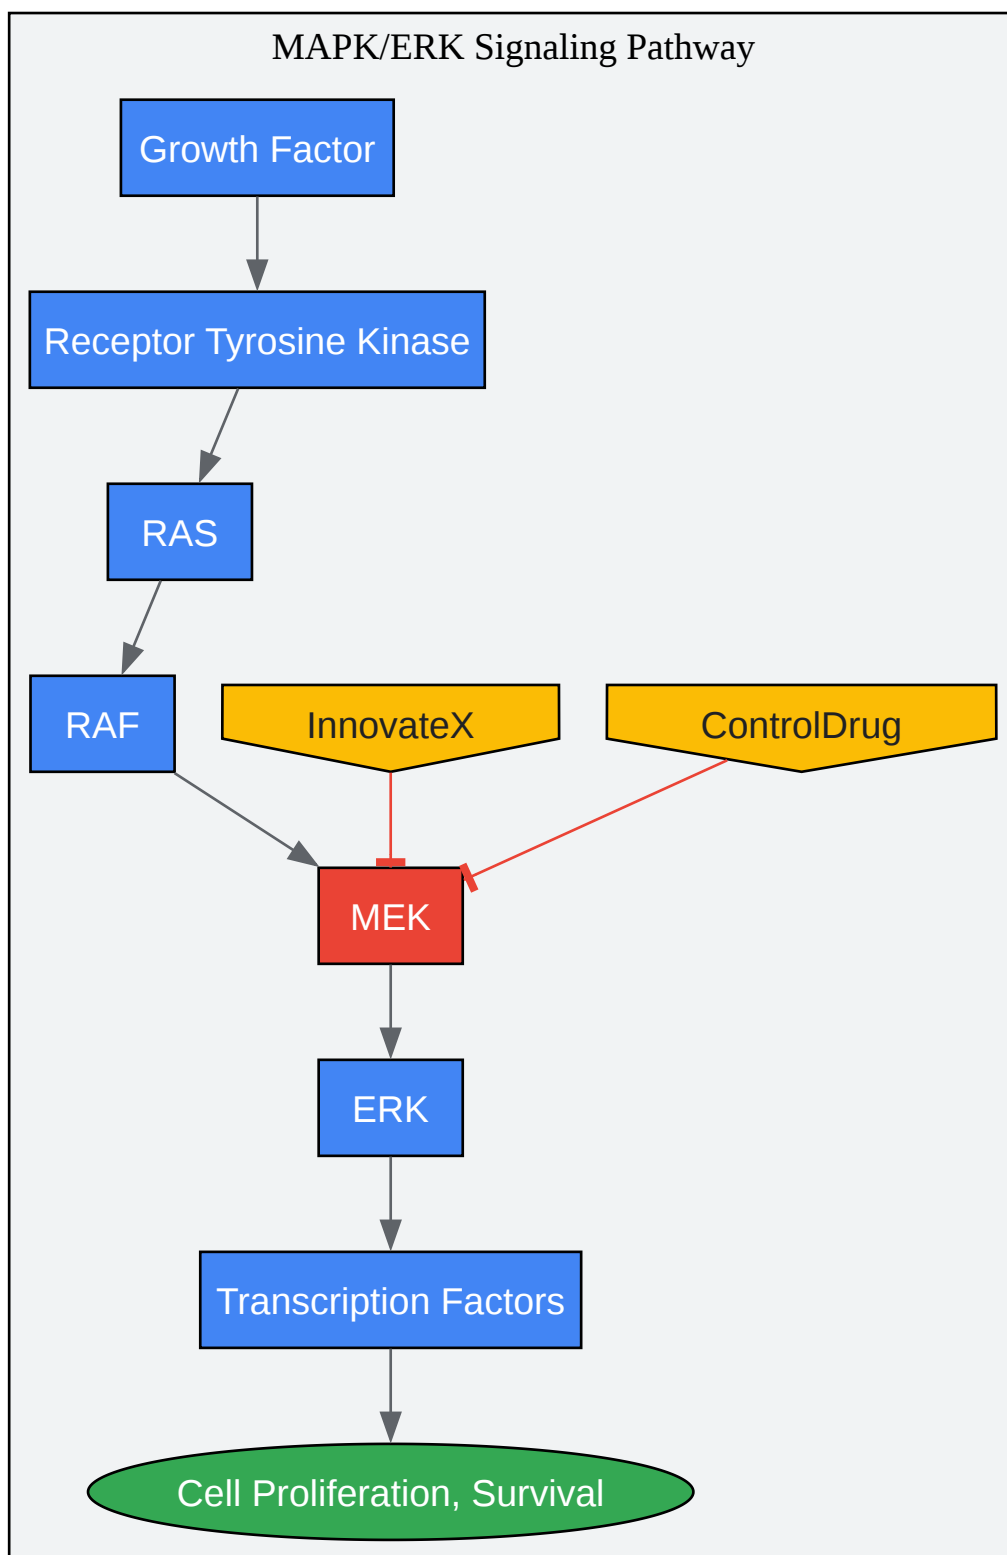 MAPK/ERK Signaling Pathway
Growth Factor
Receptor Tyrosine Kinase
RAS
RAF
InnovateX
ControlDrug
MEK
ERK
Transcription Factors
Cell Proliferation, Survival